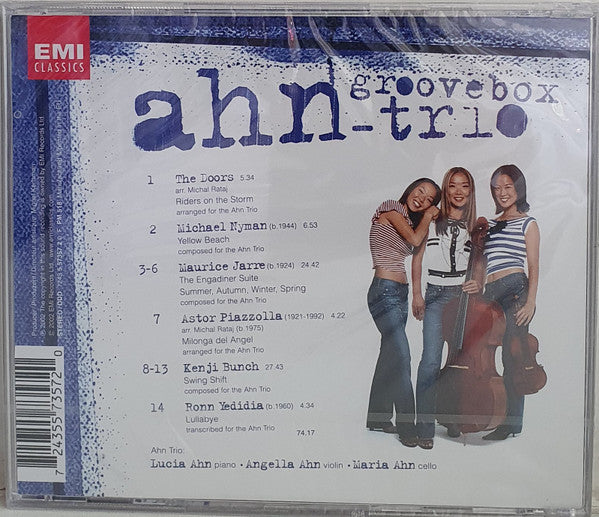 EMI
CLASSICS
groovebox
ahn-trio
1 The Doors 5.34
arr. Michal Rataj
Riders on the Storm
arranged for the Ahn Trio
2 Michael Nyman (b.1944) 6.53
Yellow Beach
composed for the Ahn Trio
3-6 Maurice Jarre (b.1924) 24.42
The Engadiner Suite
Summer, Autumn, Winter, Spring
composed for the Ahn Trio
7 Astor Piazzolla (1921-1992) 4.22
arr. Michal Rataj (b.1975)
Milonga del Angel
arranged for the Ahn Trio
8-13 Kenji Bunch 27.43
Swing Shift
composed for the Ahn Trio
14 Ronn Yedidia (b.1960) 4.34
Lullabye
transcribed for the Ahn Trio
74.17
Ahn Trio:
Lucia Ahn piano · Angella Ahn violin · Maria Ahn cello
7 24355 73572 0